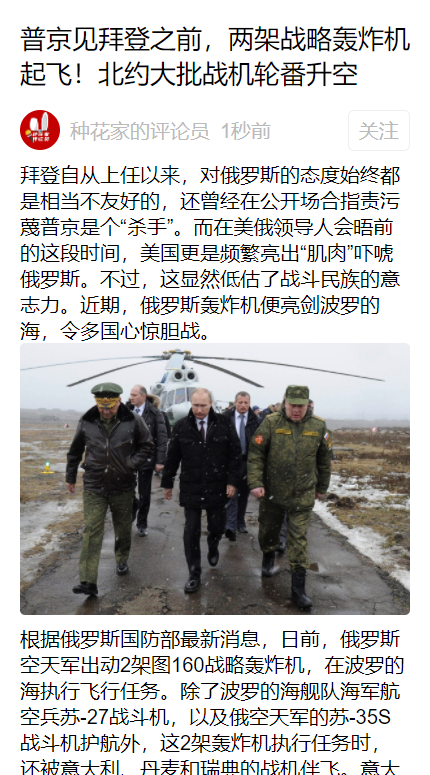 普京见拜登之前，两架战略轰炸机
起飞！北约大批战机轮番升空
种花家的评论员 1秒前
关注
拜登自从上任以来，对俄罗斯的态度始终都
是相当不友好的，还曾经在公开场合指责污
蔑普京是个“杀手”。而在美俄领导人会晤前
的这段时间，美国更是频繁亮出“肌肉”吓唬
俄罗斯。不过，这显然低估了战斗民族的意
志力。近期，俄罗斯轰炸机便亮剑波罗的
海，令多国心惊胆战。
根据俄罗斯国防部最新消息，日前，俄罗斯
空天军出动2架图160战略轰炸机，在波罗的
海执行飞行任务。除了波罗的海舰队海军航
空兵苏-27战斗机，以及俄空天军的苏-35S
战斗机护航外，这2架轰炸机执行任务时，
还被意大利、丹麦和瑞典的战机伴飞。意大